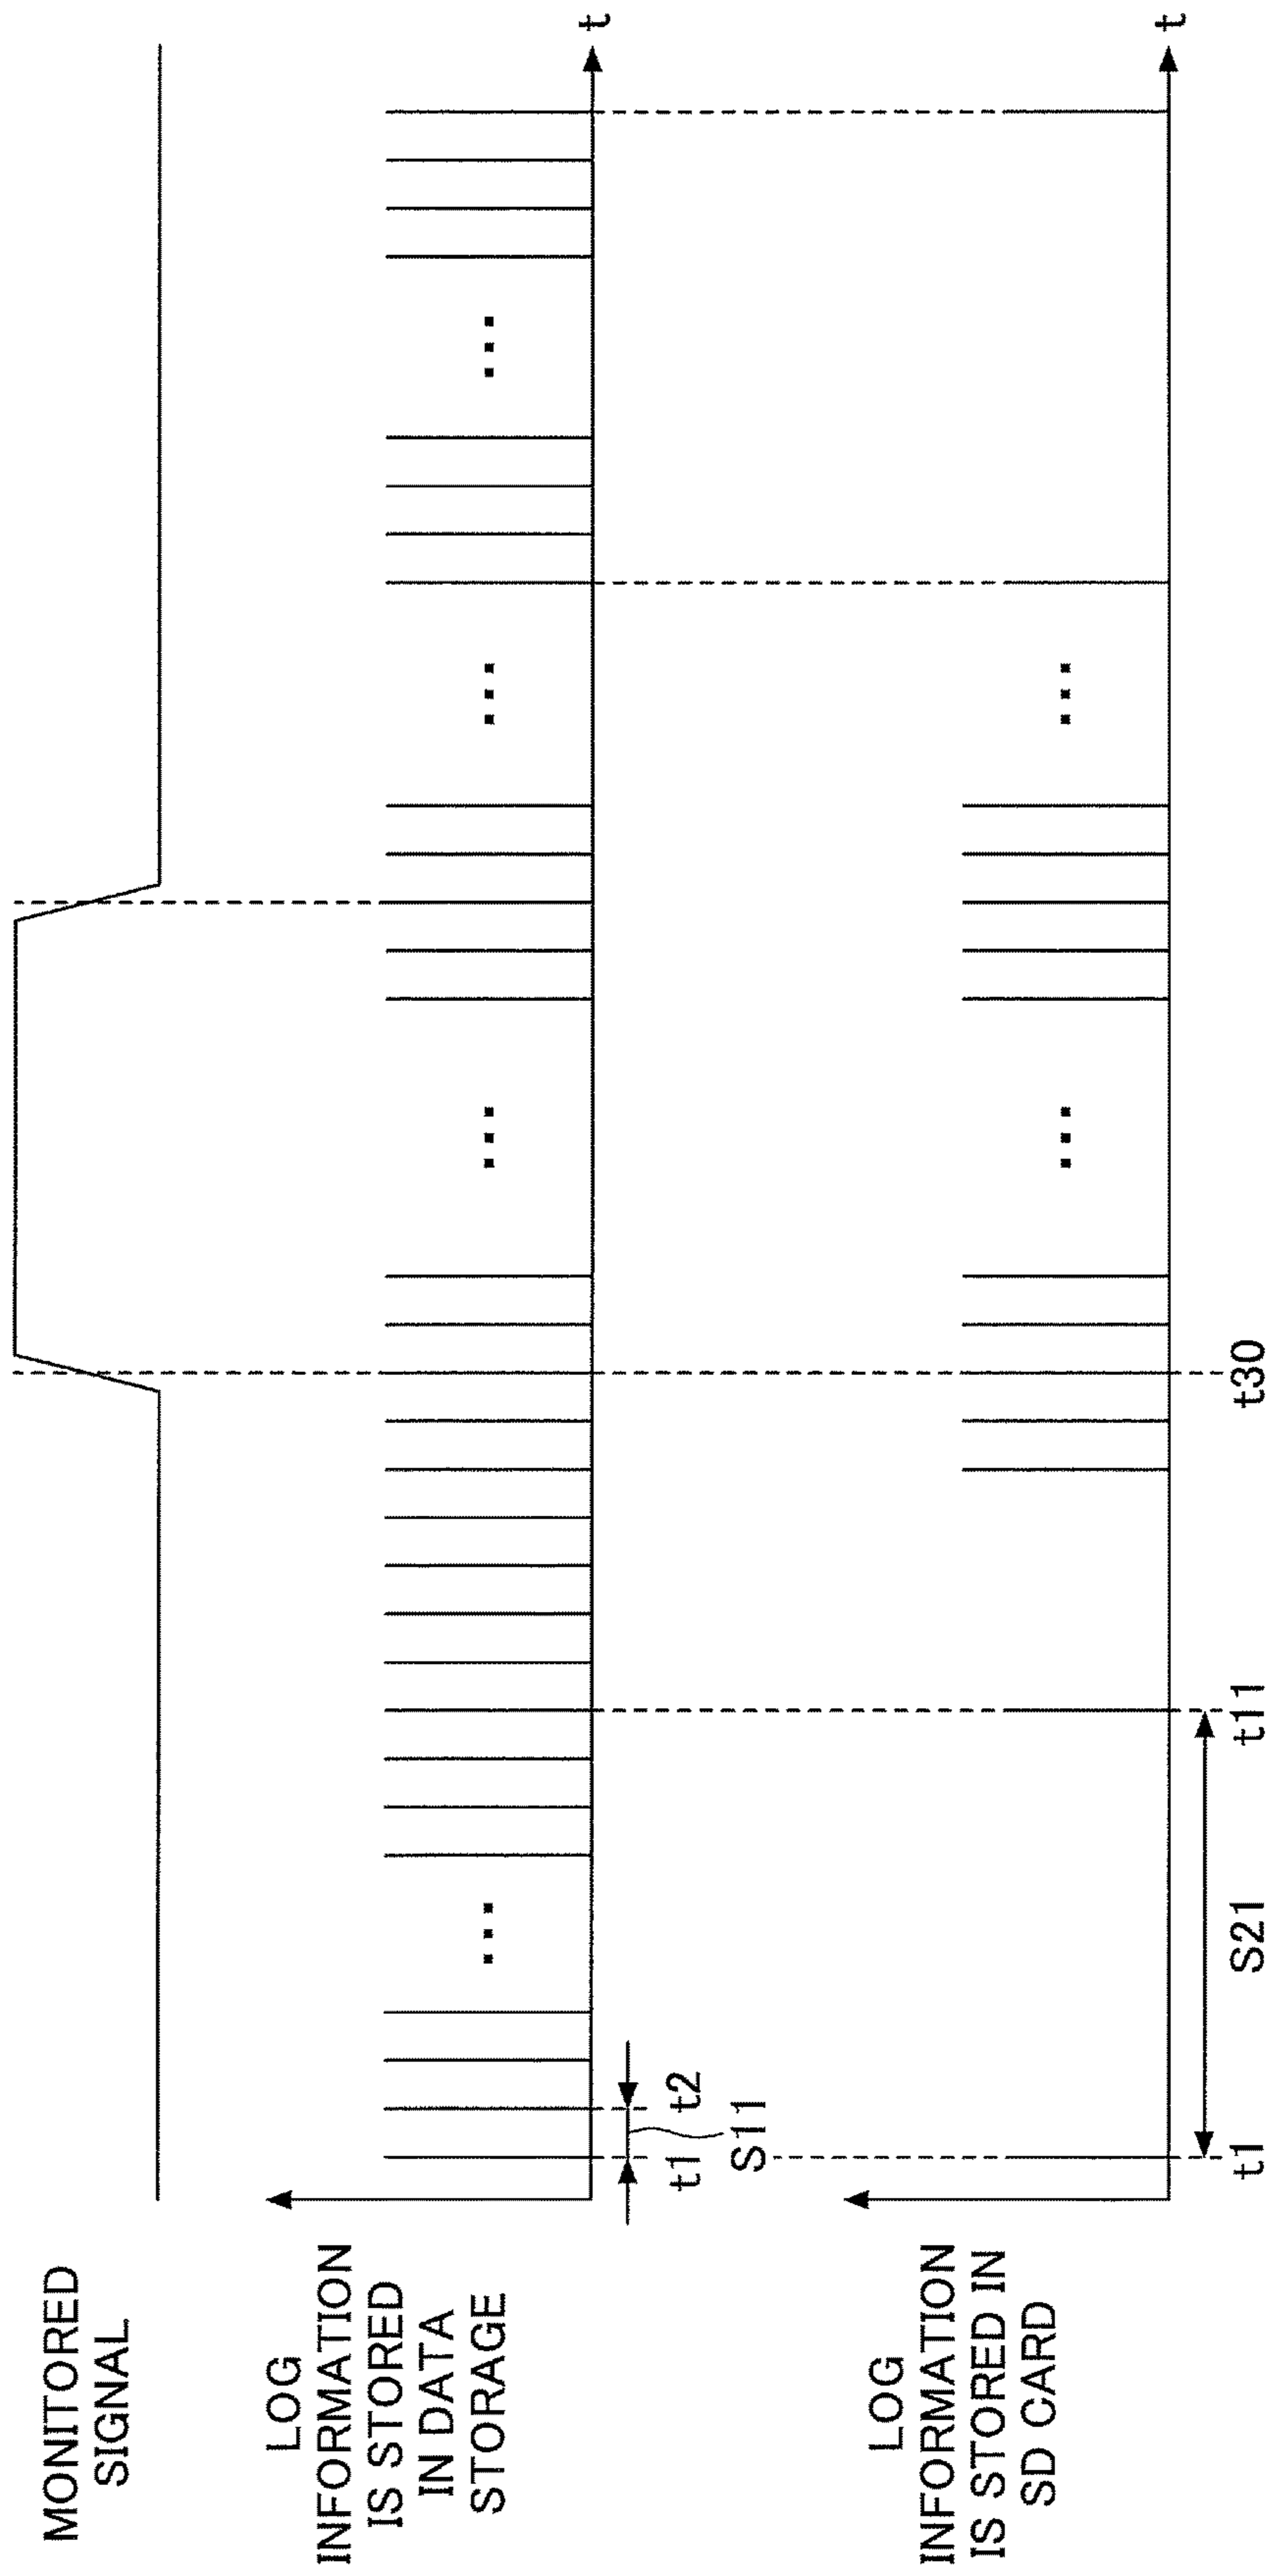 MONITORED
SIGNAL
LOG
INFORMATION
IS STORED
IN DATA
STORAGE
t
t1
t2
S11
LOG
INFORMATION
IS STORED IN
SD CARD
t
t1
S21
t11
t30